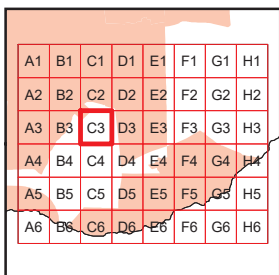 A1 B1 C1 D1 E1 F1 G1 H1
A2 B2 C2 D2 E2 F2 G2 H2
A3 B3 C3 D3 E3 F3 G3 H3
A4 B4 C4 D4 E4 F4 G4 H4
A5 B5 C5 D5 E5 F5 G5 H5
A6 B6 C6 D6 E6 F6 G6 H6